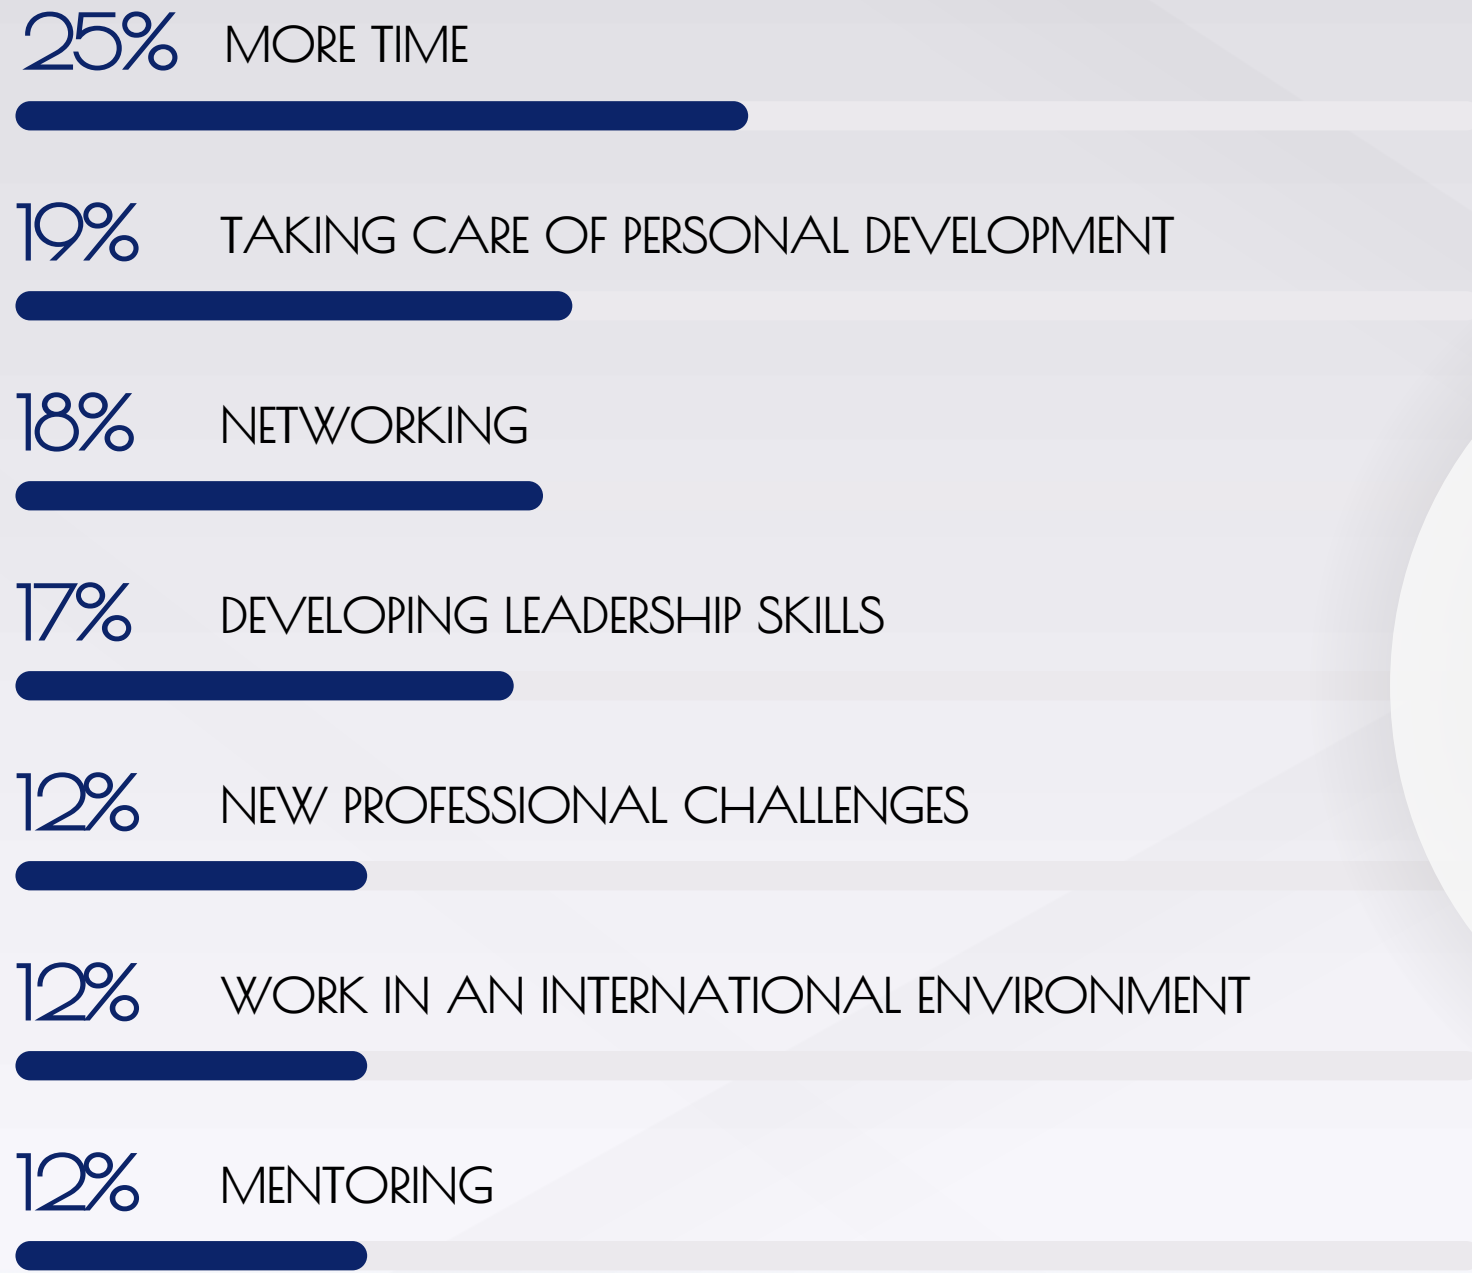 25% MORE TIME
19% TAKING CARE OF PERSONAL DEVELOPMENT
18% NETWORKING
17% DEVELOPING LEADERSHIP SKILLS
12% NEW PROFESSIONAL CHALLENGES
12% WORK IN AN INTERNATIONAL ENVIRONMENT
12% MENTORING